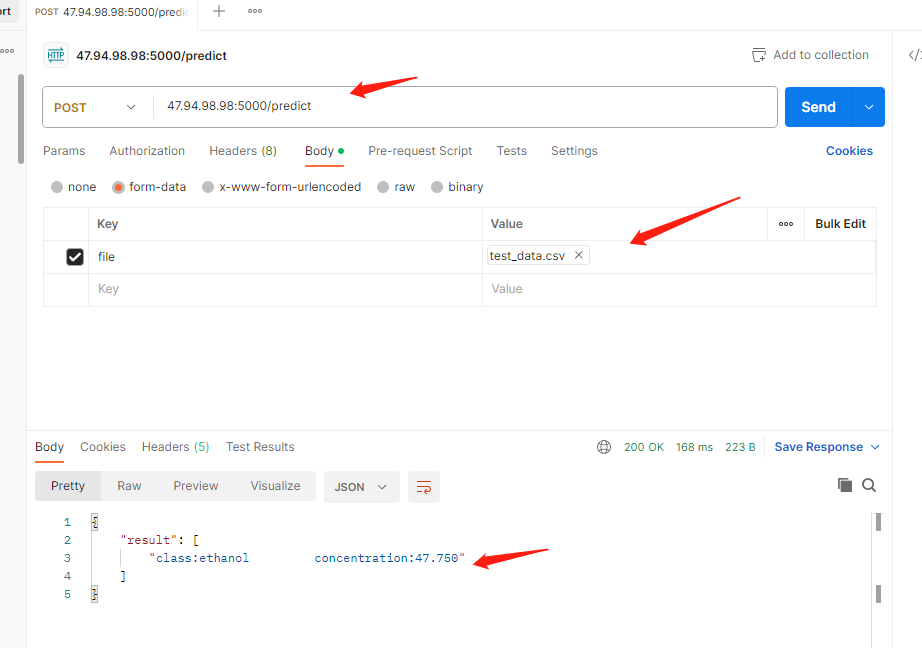 ort POST 47.94.98.98:5000/predic
HTTP 47.94.98.98:5000/predict Add to collection
POST 47.94.98.98:5000/predict Send
Params Authorization Headers (8) Body Pre-request Script Tests Settings Cookies
none form-data x-www-form-urlencoded raw binary
Key Value Bulk Edit
file test_data.csv
Key Value
Body Cookies Headers (5) Test Results 200 OK 168 ms 223 B Save Response
Pretty Raw Preview Visualize JSON
1 {
2 "result": [
3 "class:ethanol concentration:47.750"
4 ]
5 }